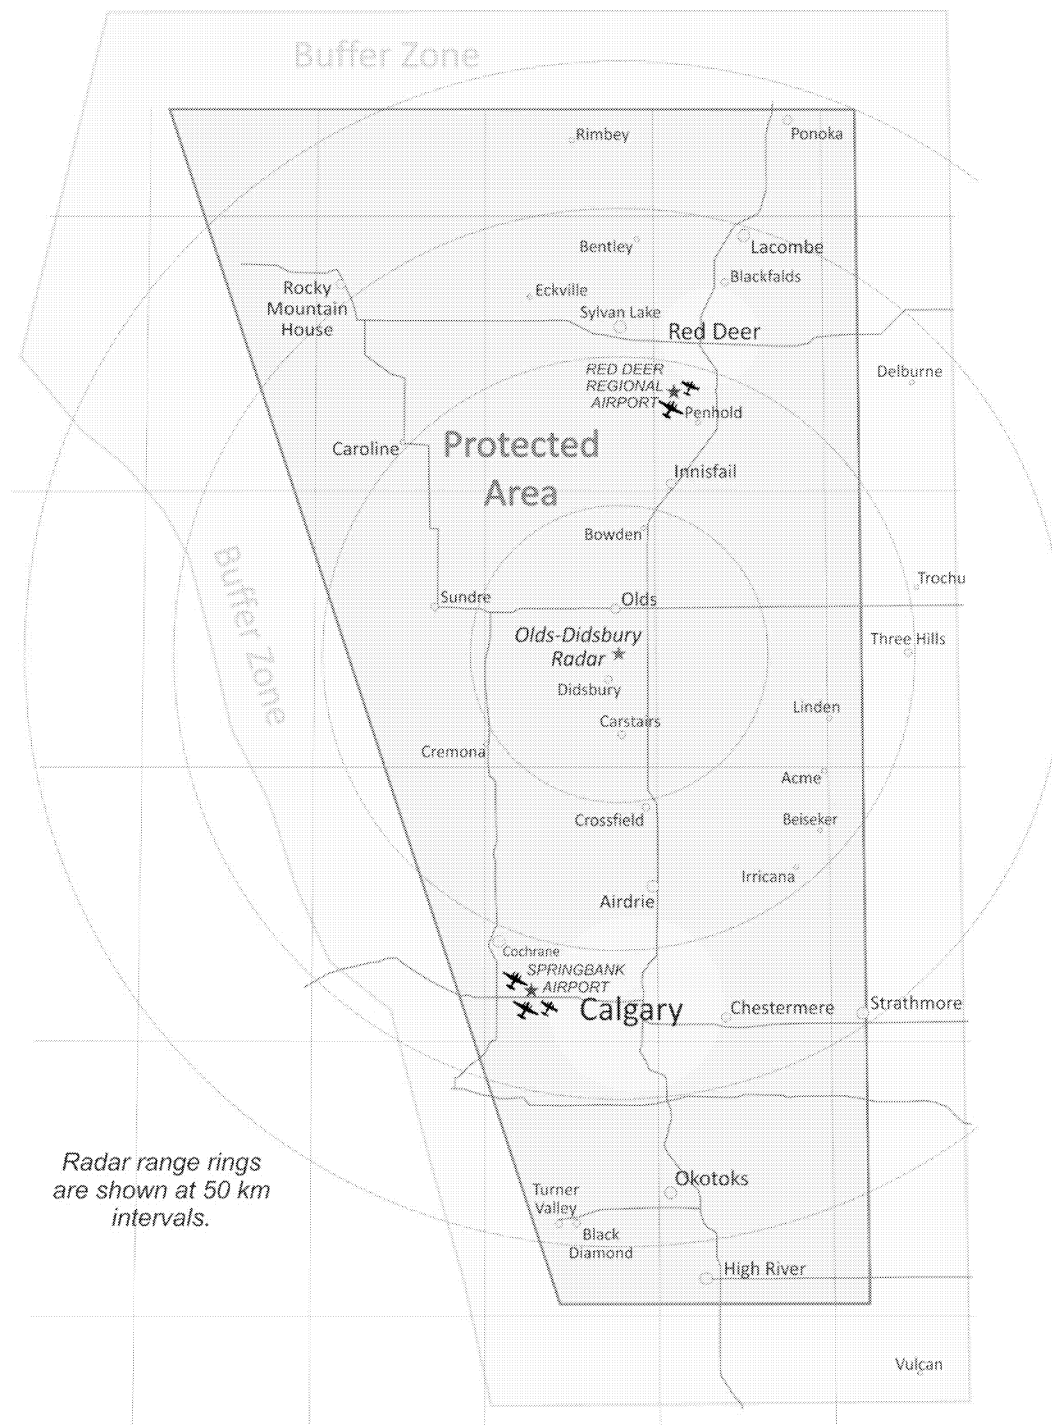 Buffer Zone
Rimbey
Ponoka
Bentley
Lacombe
Blackfalds
Rocky
Mountain
House
Eckville
Sylvan Lake
Red Deer
RED DEER
REGIONAL
AIRPORT
Delburne
Penhold
Caroline
Protected
Area
Innisfail
Bowden
Buffer Zone
Trochu
Sundre
Olds
Olds-Didsbury
Radar
Three Hills
Didsbury
Linden
Carstairs
Cremona
Acme
Crossfield
Beiseker
Irricana
Airdrie
Cochrane
SPRINGBANK
AIRPORT
Calgary
Chestermere
Strathmore
Radar range rings
are shown at 50 km
intervals.
Okotoks
Turner
Valley
Black
Diamond
High River
Vulcan